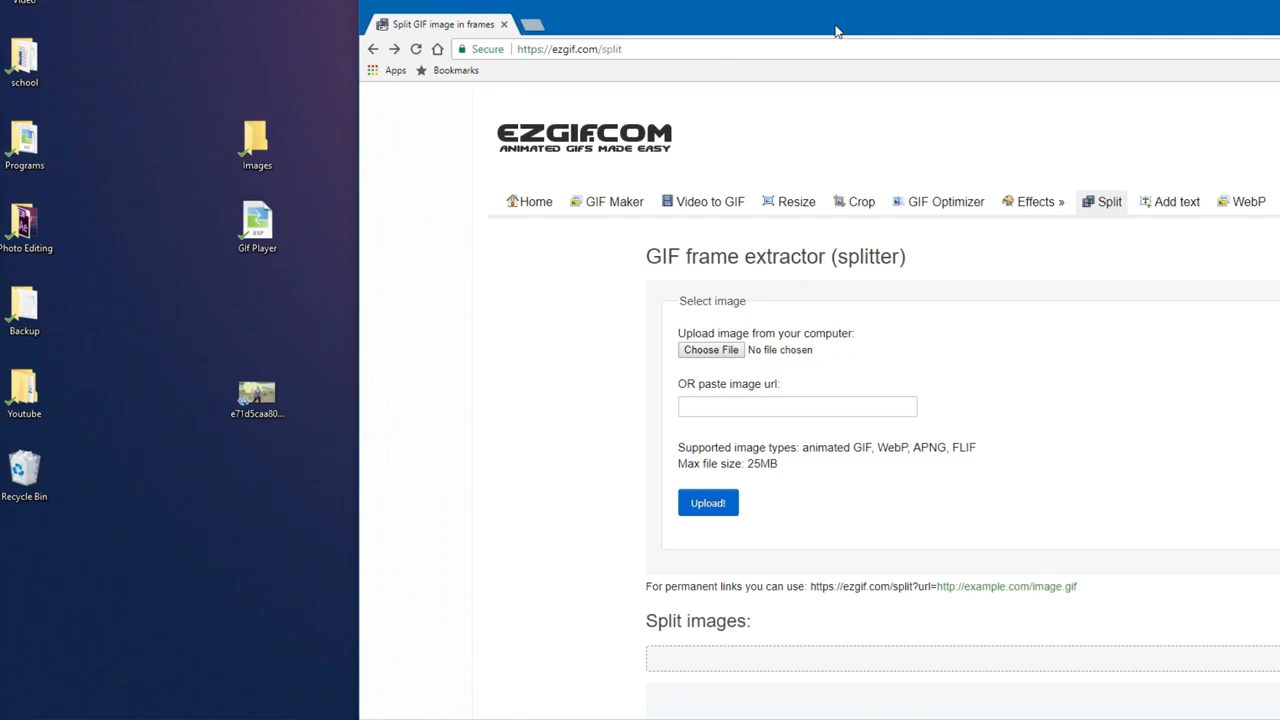 Video
school
Programs
Photo Editing
Backup
Youtube
Recycle Bin
Images
BXP
Gif Player
e71d5caa80...
Split GIF image in frames
Secure https://ezgif.com/split
Apps Bookmarks
EZGIF.COM
ANIMATED GIFS MADE EASY
Home GIF Maker Video to GIF Resize Crop GIF Optimizer Effects » Split Add text WebP
GIF frame extractor (splitter)
Select image
Upload image from your computer:
Choose File No file chosen
OR paste image url:
Supported image types: animated GIF, WebP, APNG, FLIF
Max file size: 25MB
Upload!
For permanent links you can use: https://ezgif.com/split?url=http://example.com/image.gif
Split images: